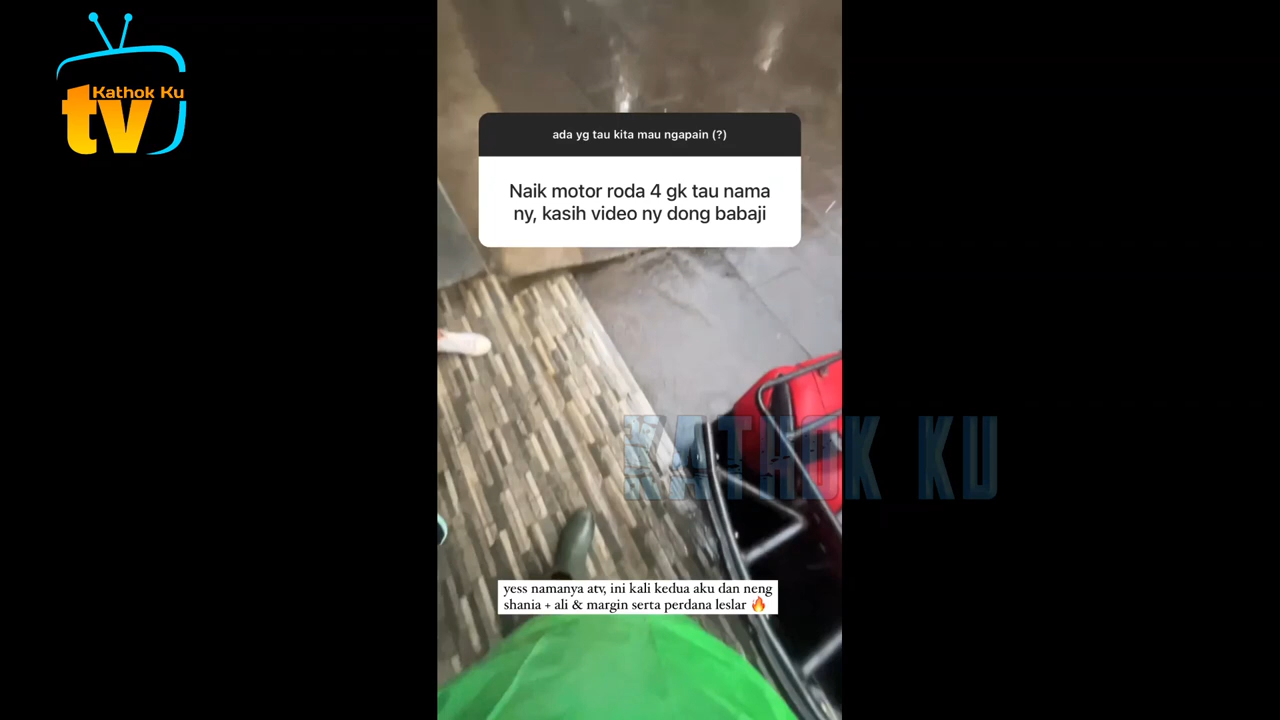 Kathok Ku
tv
ada yg tau kita mau ngapain (?)
Naik motor roda 4 gk tau nama
ny, kasih video ny dong babaji
KATHOK KU
yess namanya atv, ini kali kedua aku dan neng
shania + ali & margin serta perdana leslar 🔥